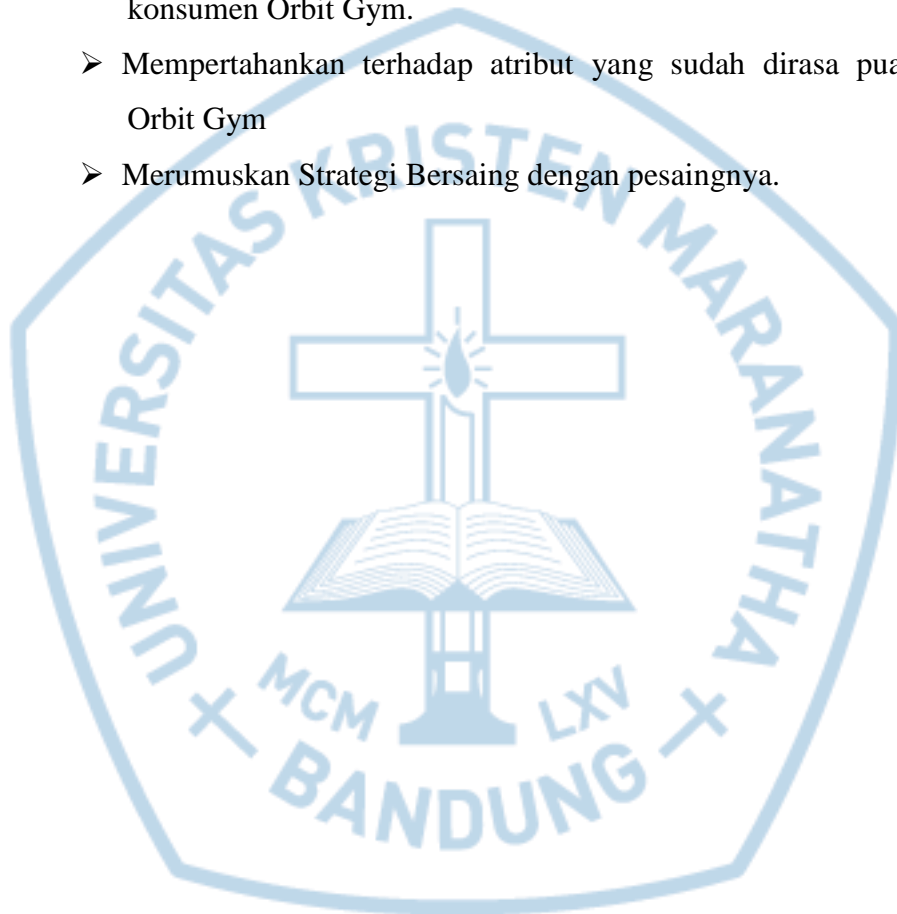 konsumen Orbit Gym.
➢ Mempertahankan terhadap atribut yang sudah dirasa
Orbit Gym
➢ Merumuskan Strategi Bersaing dengan pesaingnya.
UNIVERSITAS KRISTEN MARANATHA
MCM LXV
BANDUNG